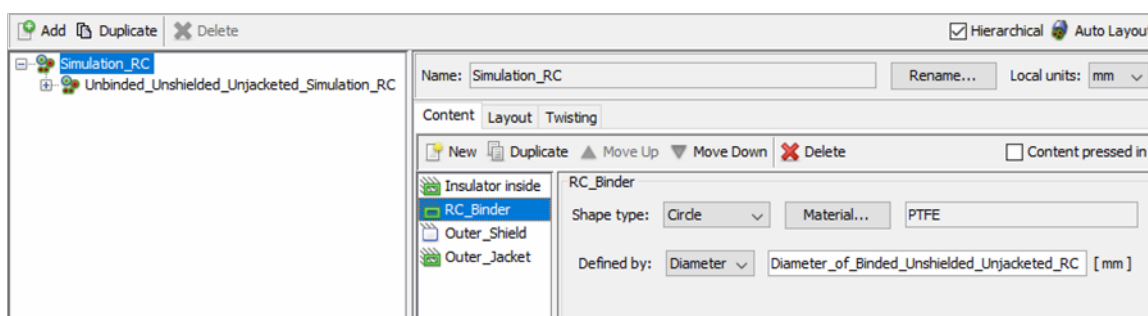 Add Duplicate Delete Hierarchical Auto Layou
Simulation_RC
Unbinded_Unshielded_Unjacketed_Simulation_RC
Name: Simulation_RC Rename... Local units: mm
Content Layout Twisting
New Duplicate Move Up Move Down Delete Content pressed in
Insulator inside
RC_Binder
Outer_Shield
Outer_Jacket
RC_Binder
Shape type: Circle Material... PTFE
Defined by: Diameter Diameter_of_Binded_Unshielded_Unjacketed_RC [mm]